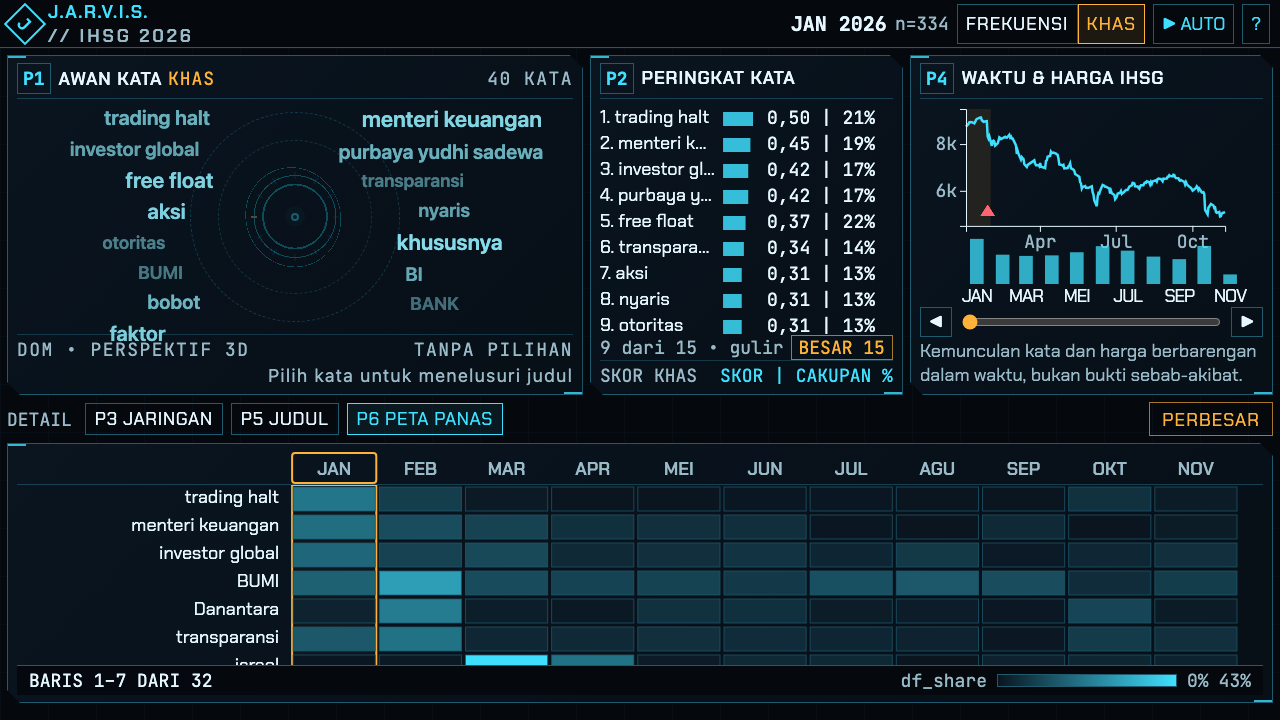 J.A.R.V.I.S.
// IHSG 2026
JAN 2026 n=334 FREKUENSI KHAS AUTO ?
P1 AWAN KATA KHAS 40 KATA
trading halt menteri keuangan
investor global purbaya yudhi sadewa
free float transparansi
aksi nyaris
otoritas khususnya
BUMI BI
bobot BANK
faktor
DOM • PERSPEKTIF 3D TANPA PILIHAN
Pilih kata untuk menelusuri judul
P2 PERINGKAT KATA
1. trading halt 0,50 | 21%
2. menteri k... 0,45 | 19%
3. investor gl... 0,42 | 17%
4. purbaya y... 0,42 | 17%
5. free float 0,37 | 22%
6. transpara... 0,34 | 14%
7. aksi 0,31 | 13%
8. nyaris 0,31 | 13%
9. otoritas 0,31 | 13%
9 dari 15 • gulir BESAR 15
SKOR KHAS SKOR | CAKUPAN %
P4 WAKTU & HARGA IHSG
8k
6k
Apr Jul Oct
JAN MAR MEI JUL SEP NOV
Kemunculan kata dan harga berbarengan
dalam waktu, bukan bukti sebab-akibat.
DETAIL P3 JARINGAN P5 JUDUL P6 PETA PANAS PERBESAR
JAN FEB MAR APR MEI JUN JUL AGU SEP OKT NOV
trading halt
menteri keuangan
investor global
BUMI
Danantara
transparansi
israel
BARIS 1–7 DARI 32 df_share 0% 43%